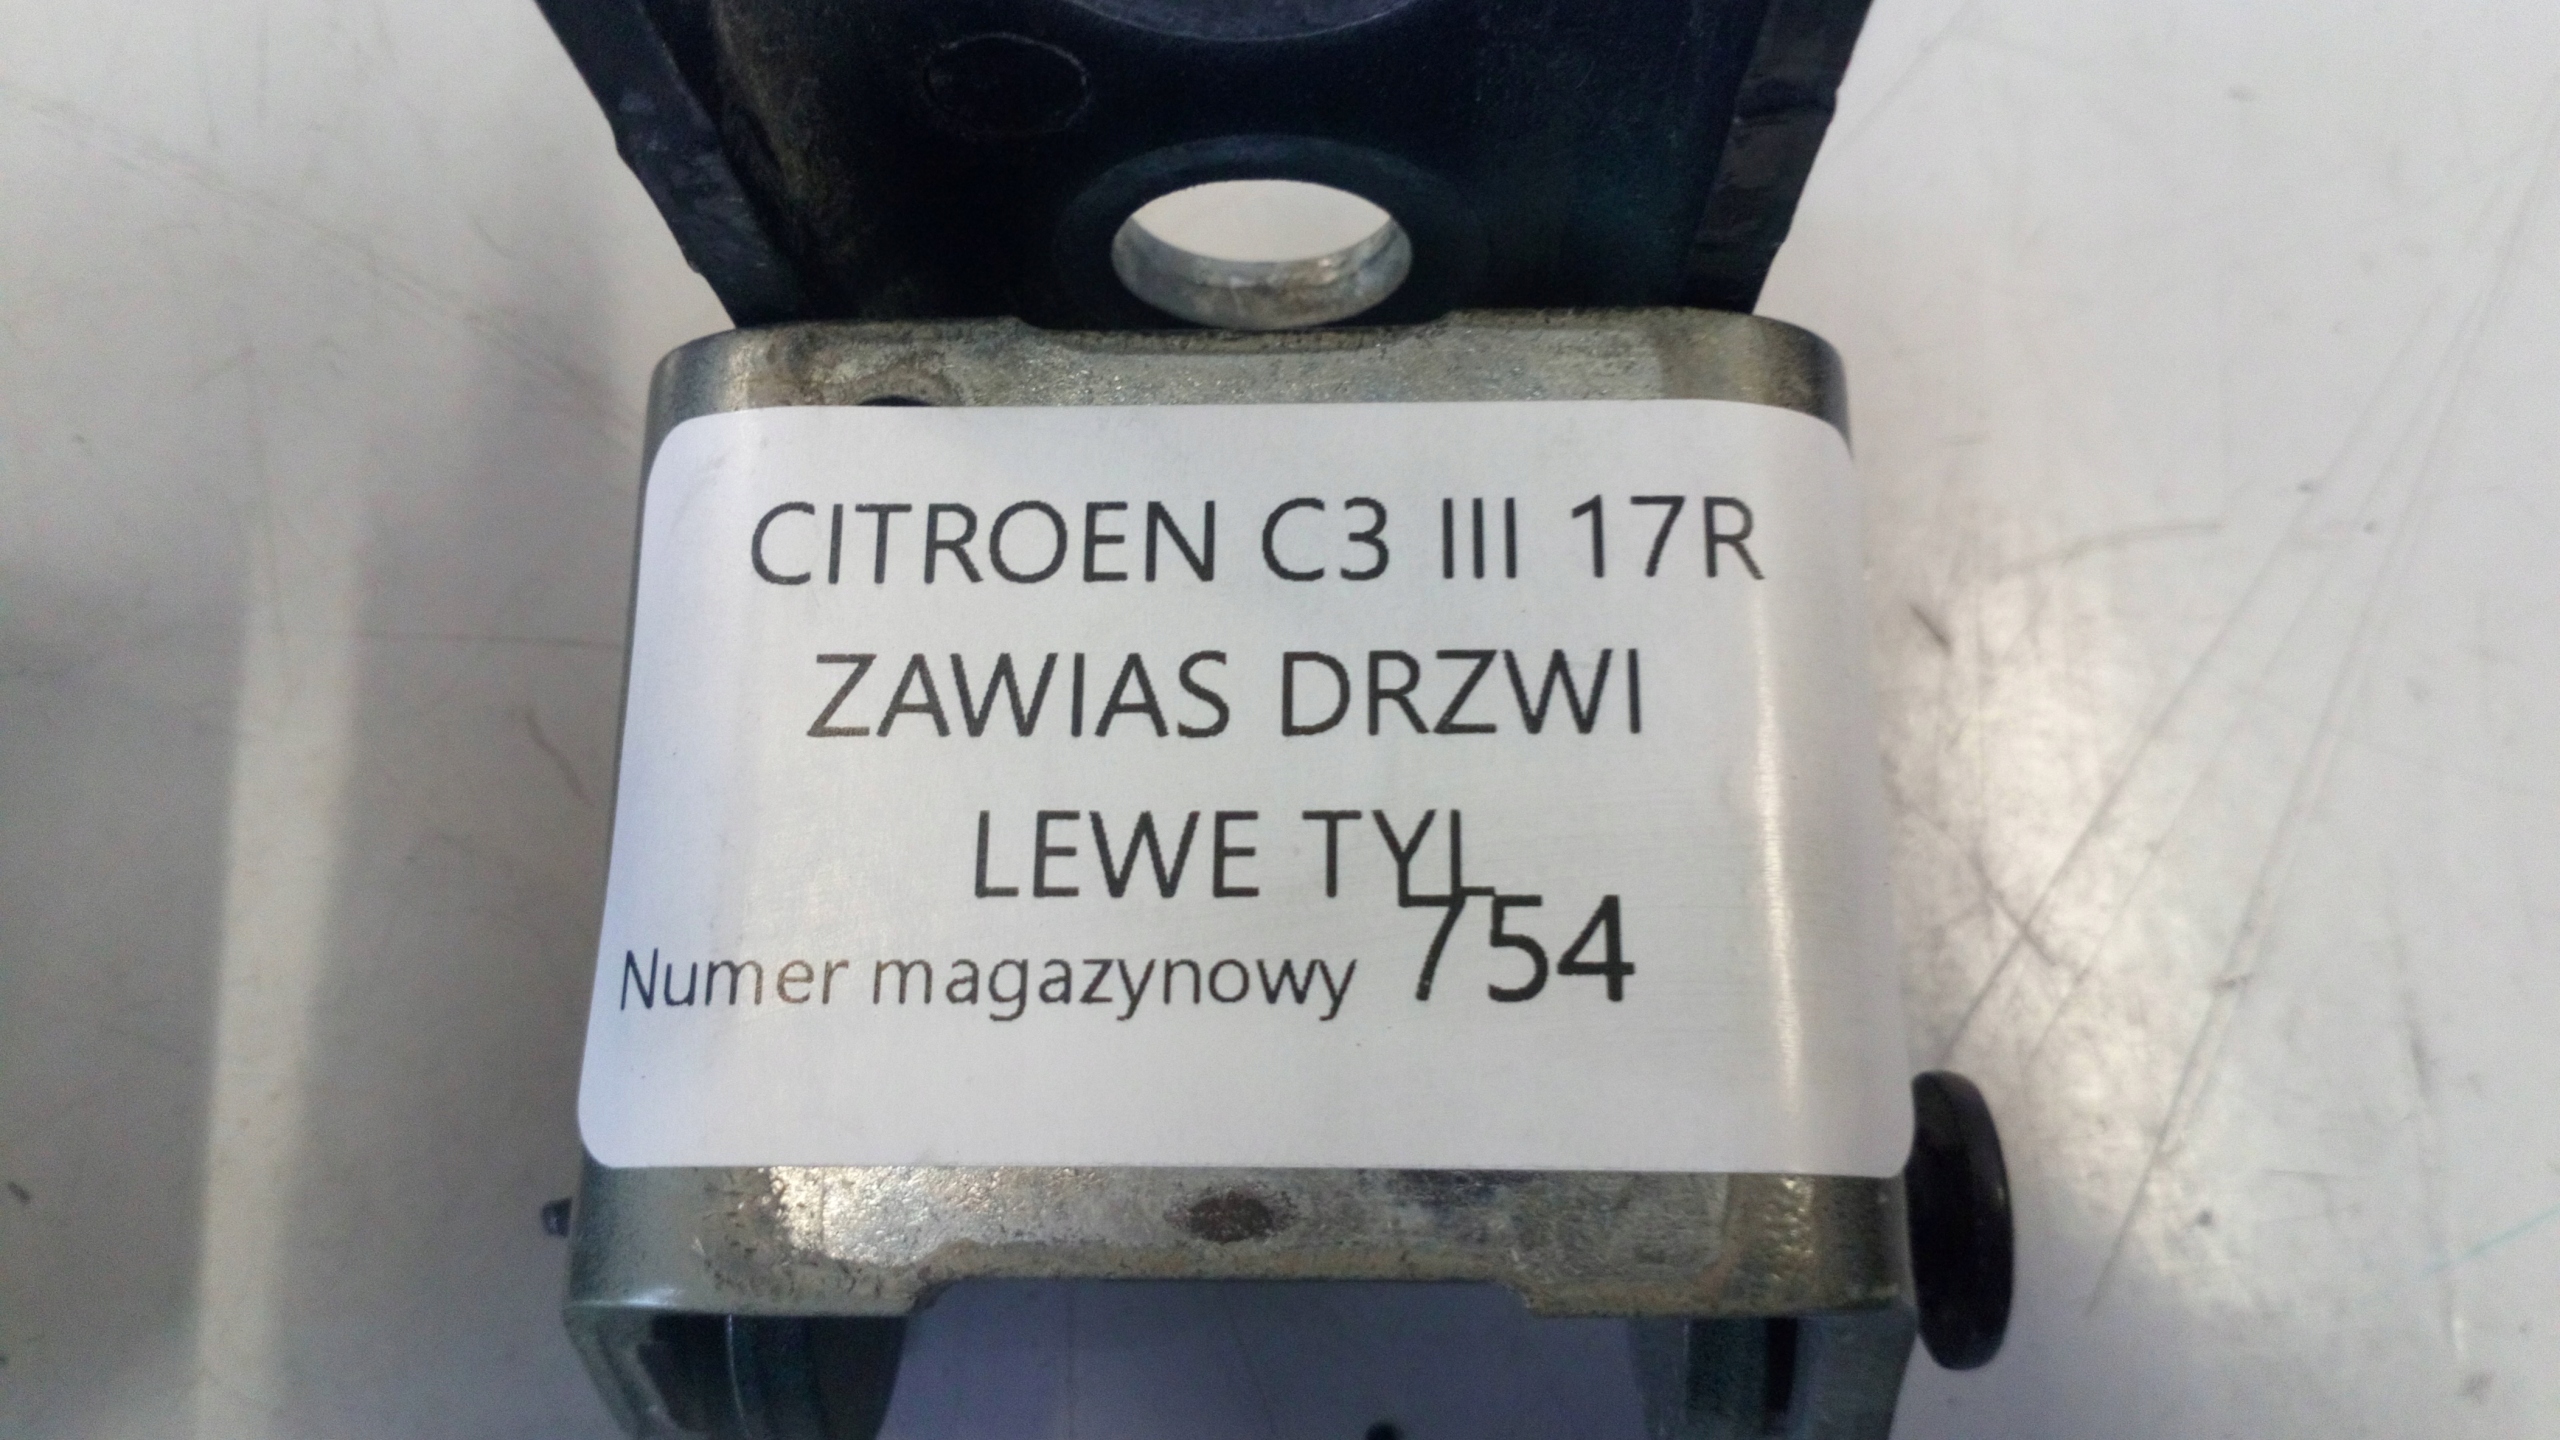 CITROEN C3 III 17R
ZAWIAS DRZWI
LEWE TYL
Numer magazynowy 754